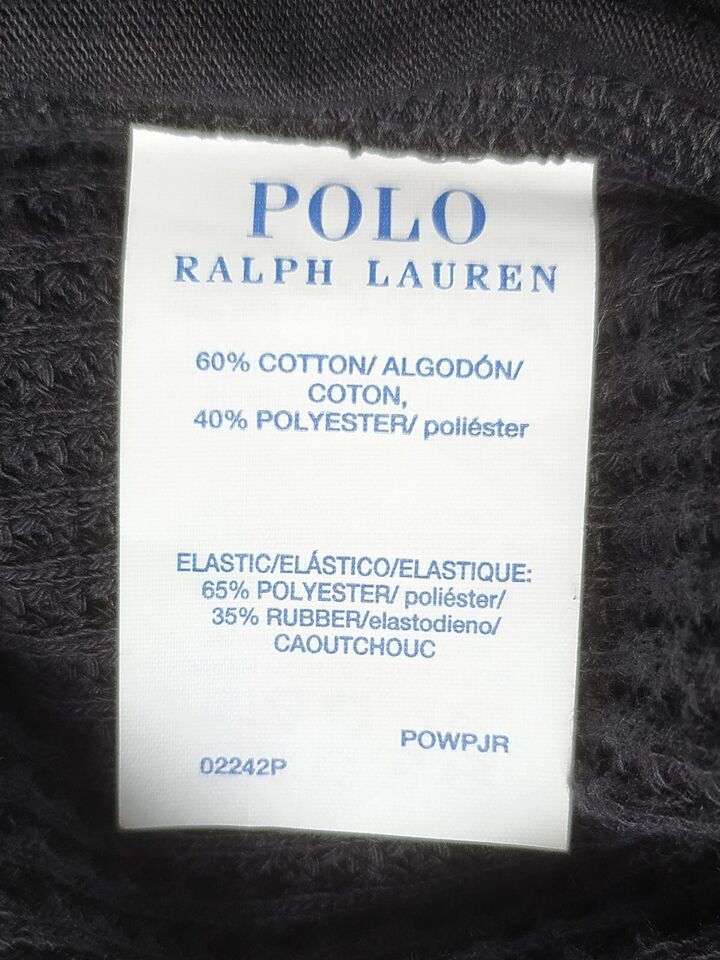 POLO
RALPH LAUREN
60% COTTON/ ALGODÓN/
COTON,
40% POLYESTER/ poliéster
ELASTIC/ELÁSTICO/ELASTIQUE:
65% POLYESTER/ poliéster/
35% RUBBER/elastodieno/
CAOUTCHOUC
POWPJR
02242P